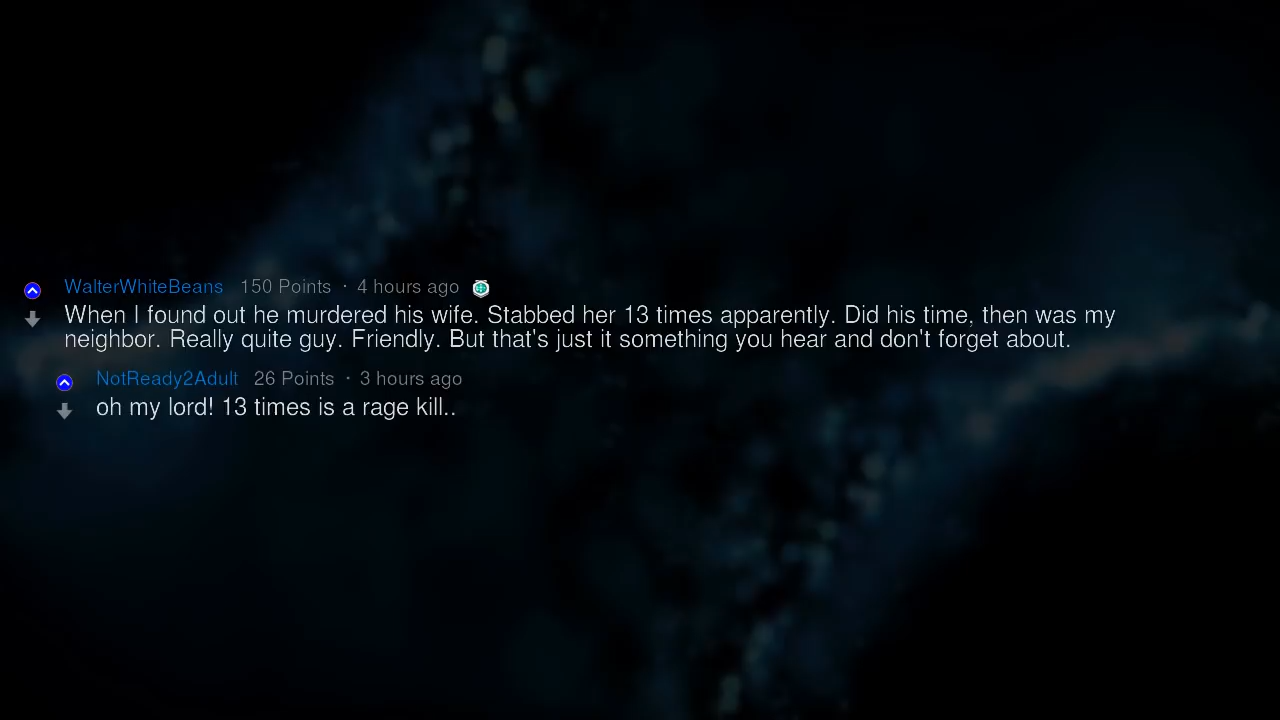 WalterWhiteBeans 150 Points · 4 hours ago
When I found out he murdered his wife. Stabbed her 13 times apparently. Did his time, then was my
neighbor. Really quite guy. Friendly. But that's just it something you hear and don't forget about.
NotReady2Adult 26 Points · 3 hours ago
oh my lord! 13 times is a rage kill..